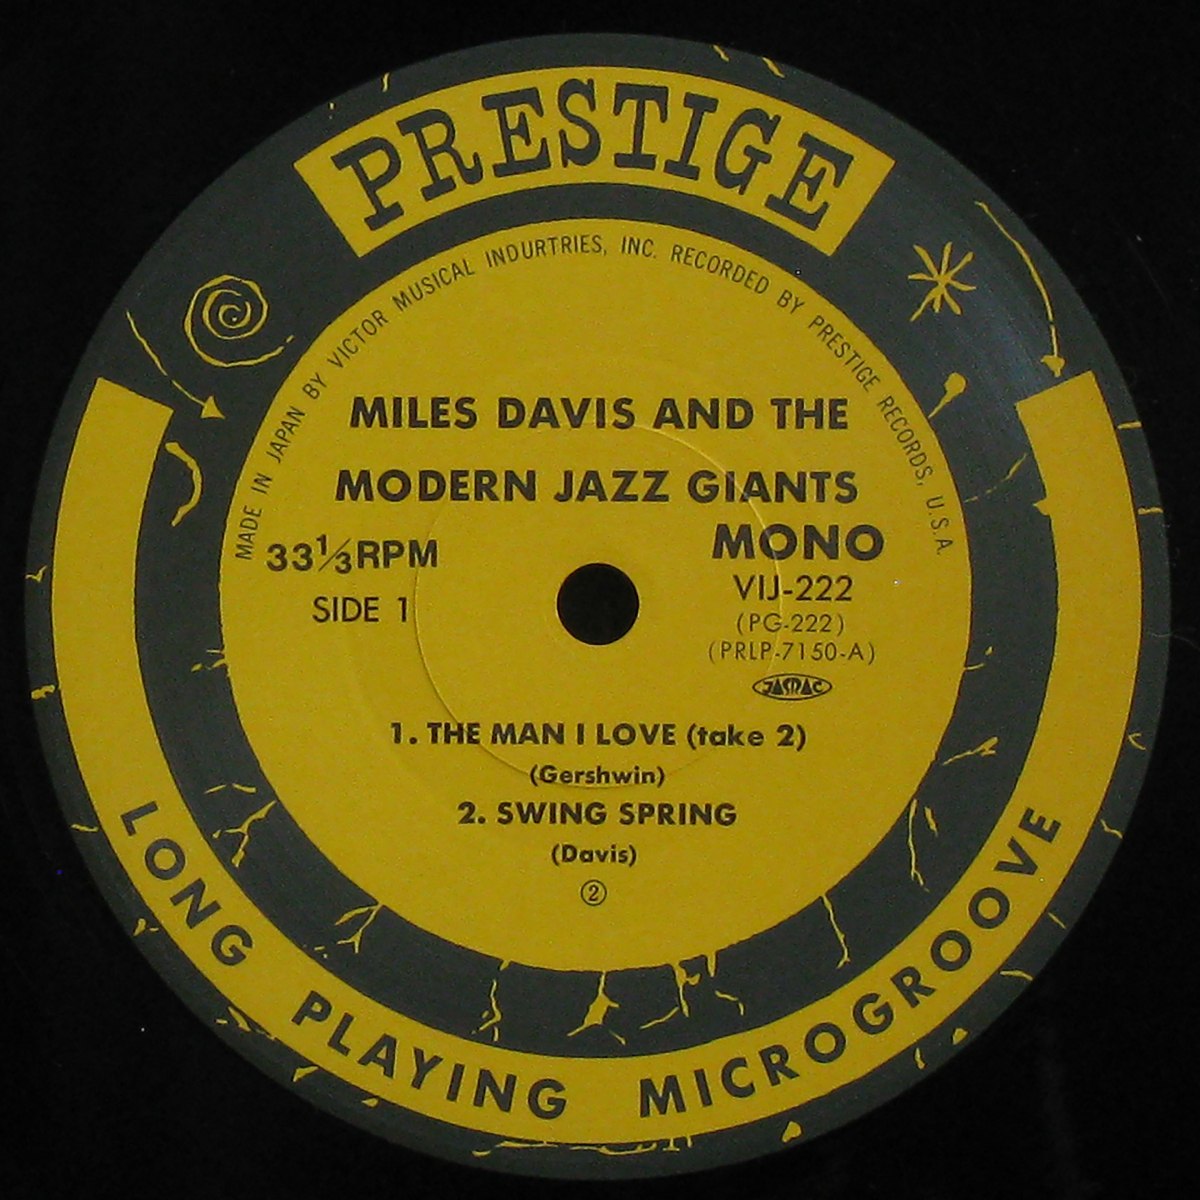 PRESTIGE
MADE IN JAPAN BY VICTOR MUSICAL INDURTRIES, INC. RECORDED BY PRESTIGE RECORDS, U.S.A.
MILES DAVIS AND THE
MODERN JAZZ GIANTS
33⅓RPM
SIDE 1
MONO
VIJ-222
(PG-222)
(PRLP-7150-A)
JASRAC
1. THE MAN I LOVE (take 2)
(Gershwin)
2. SWING SPRING
(Davis)
②
LONG PLAYING MICROGROOVE